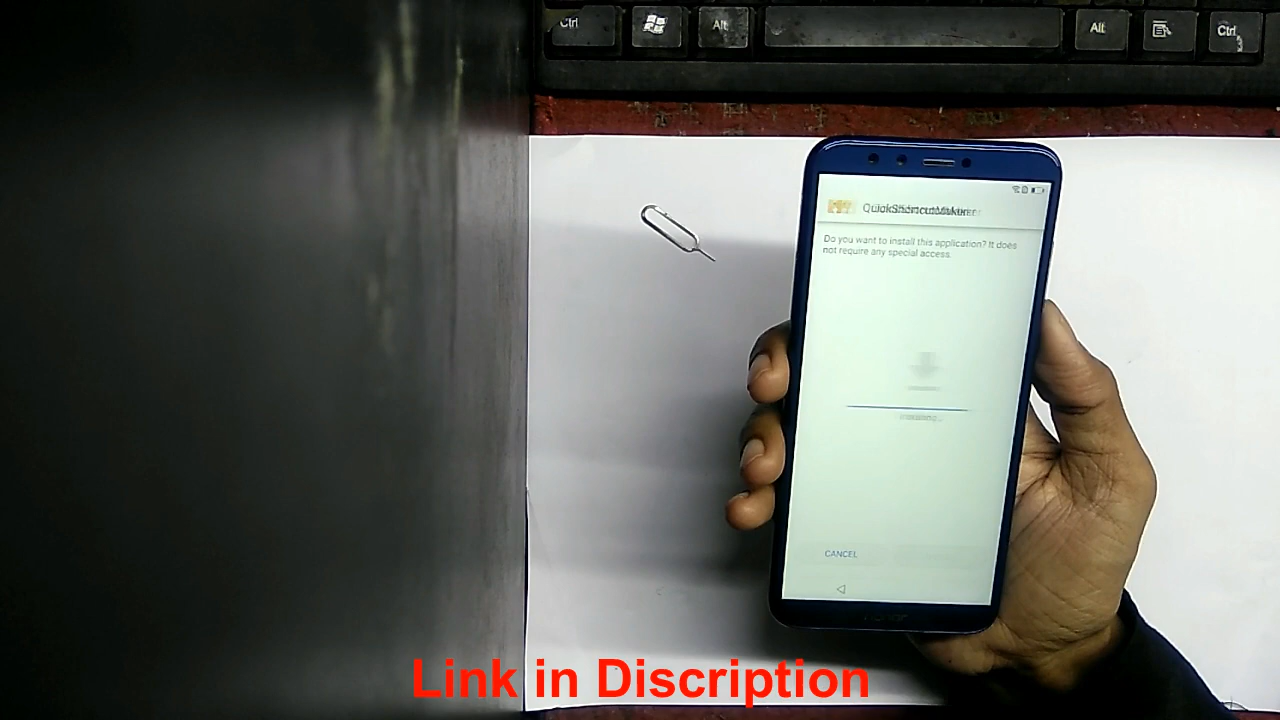 Ctrl
Alt
Alt
Ctrl
QuickShortcutMaker
Do you want to install this application? It does
not require any special access.
CANCEL
Link in Discription